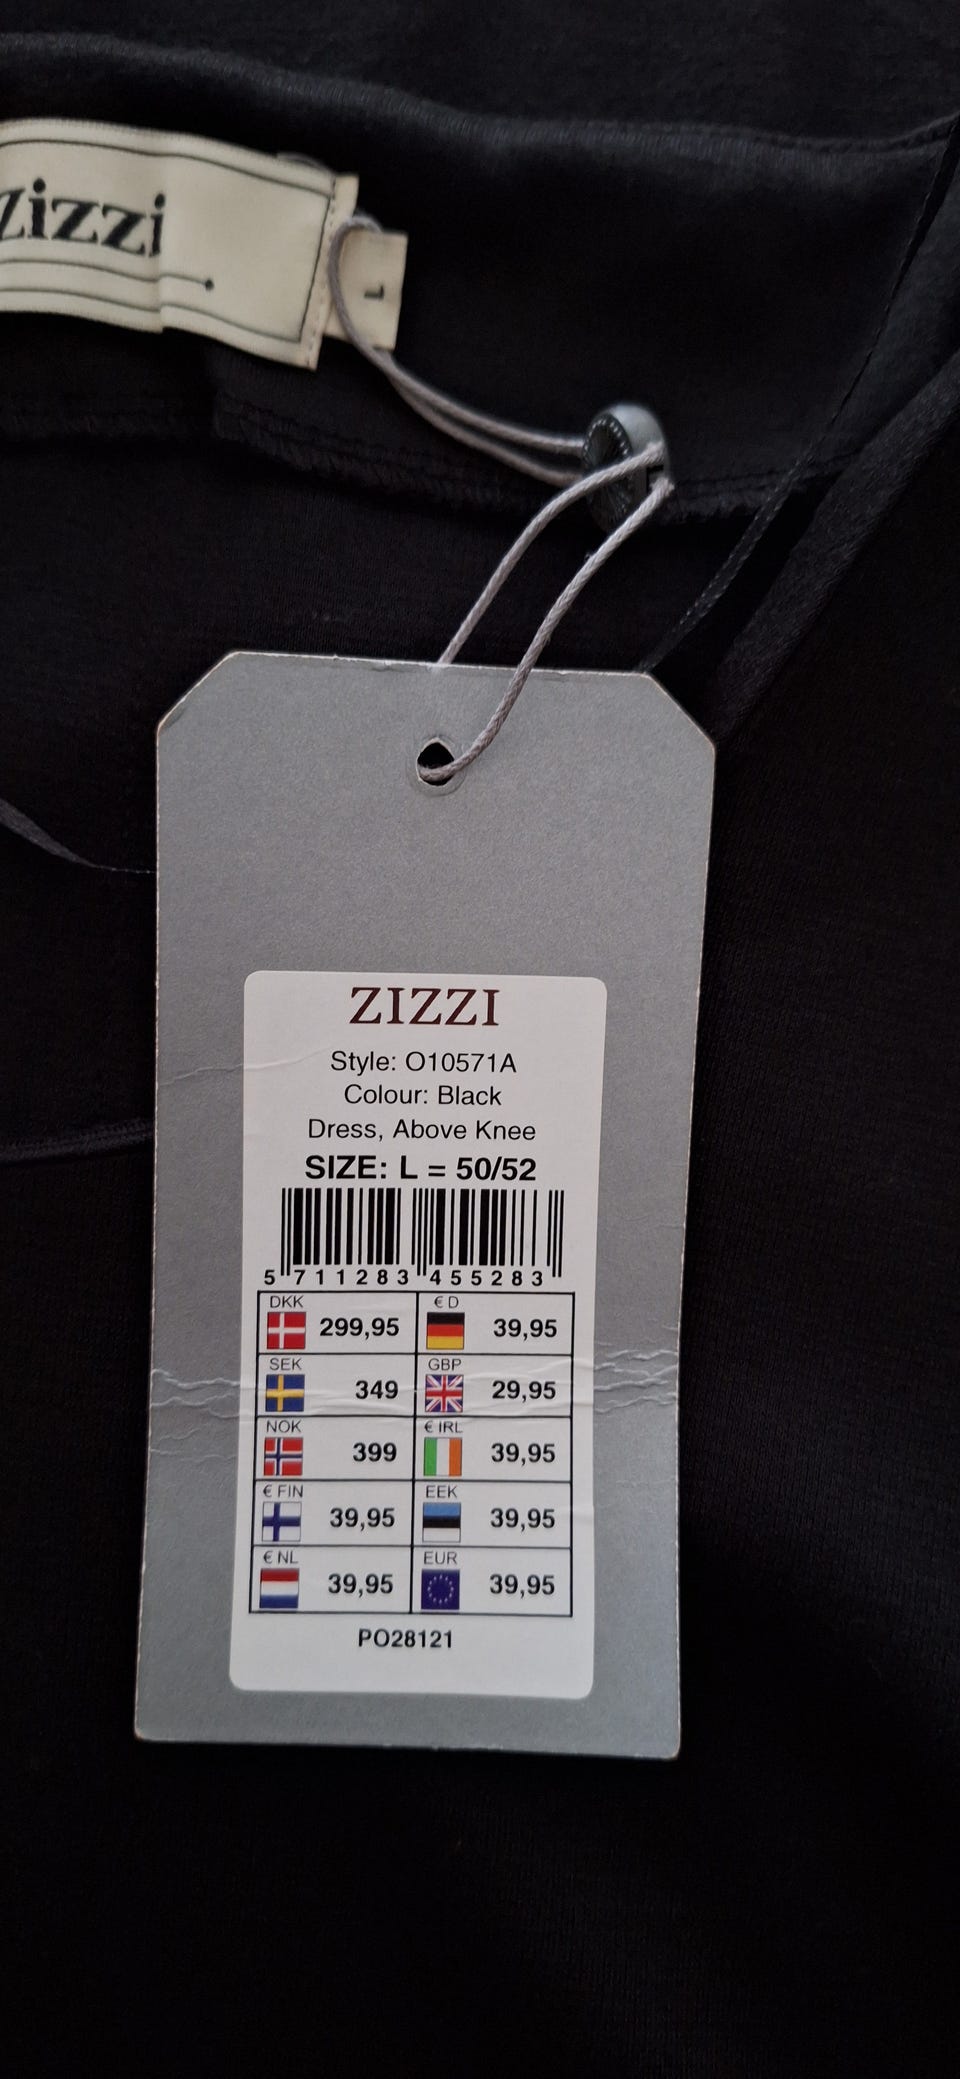 Zizzi
L
ZIZZI
Style: O10571A
Colour: Black
Dress, Above Knee
SIZE: L = 50/52
5 711283 455283
DKK 299,95 € D 39,95
SEK 349 GBP 29,95
NOK 399 € IRL 39,95
€ FIN 39,95 EEK 39,95
€ NL 39,95 EUR 39,95
PO28121